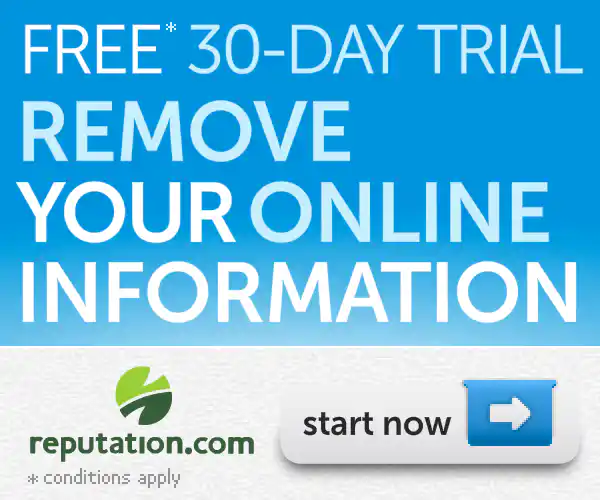 FREE* 30-DAY TRIAL
REMOVE
YOUR ONLINE
INFORMATION
start now
reputation.com
* conditions apply